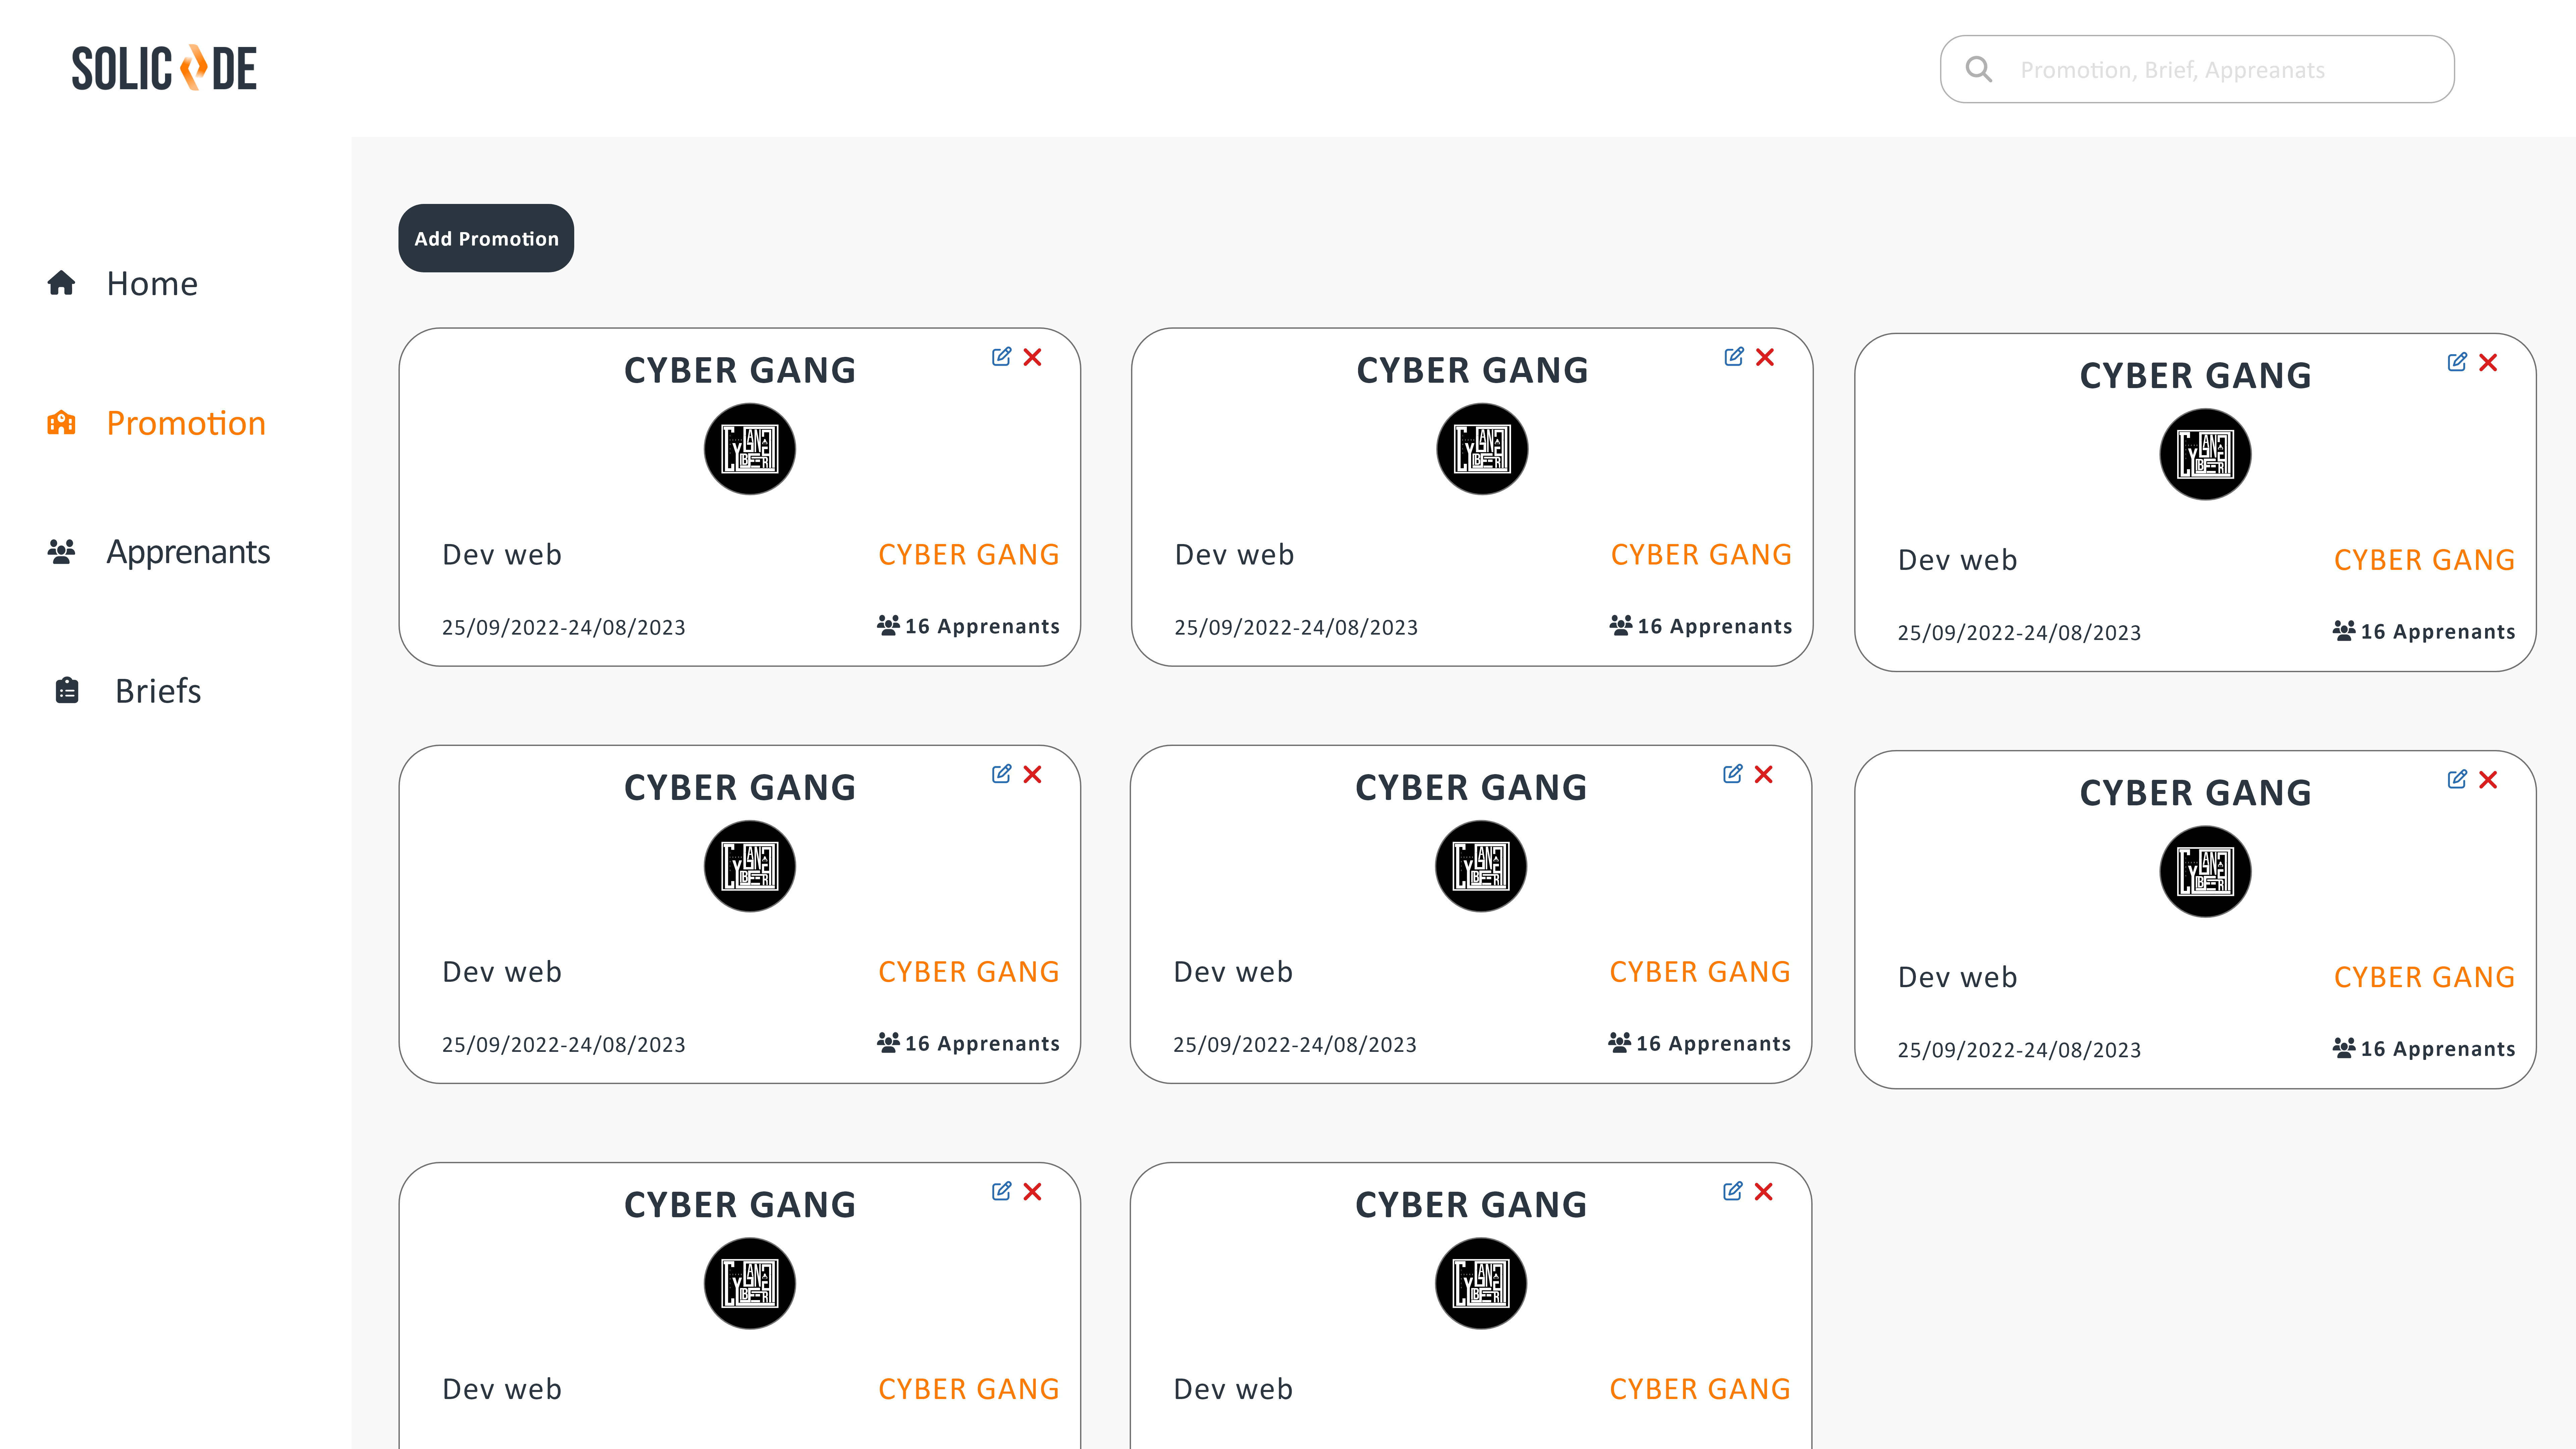 SOLICODE
Promotion, Brief, Appreanats
Home
Promotion
Apprenants
Briefs
Add Promotion
CYBER GANG
Dev web
CYBER GANG
25/09/2022-24/08/2023
16 Apprenants
CYBER GANG
Dev web
CYBER GANG
25/09/2022-24/08/2023
16 Apprenants
CYBER GANG
Dev web
CYBER GANG
25/09/2022-24/08/2023
16 Apprenants
CYBER GANG
Dev web
CYBER GANG
25/09/2022-24/08/2023
16 Apprenants
CYBER GANG
Dev web
CYBER GANG
25/09/2022-24/08/2023
16 Apprenants
CYBER GANG
Dev web
CYBER GANG
25/09/2022-24/08/2023
16 Apprenants
CYBER GANG
Dev web
CYBER GANG
CYBER GANG
Dev web
CYBER GANG